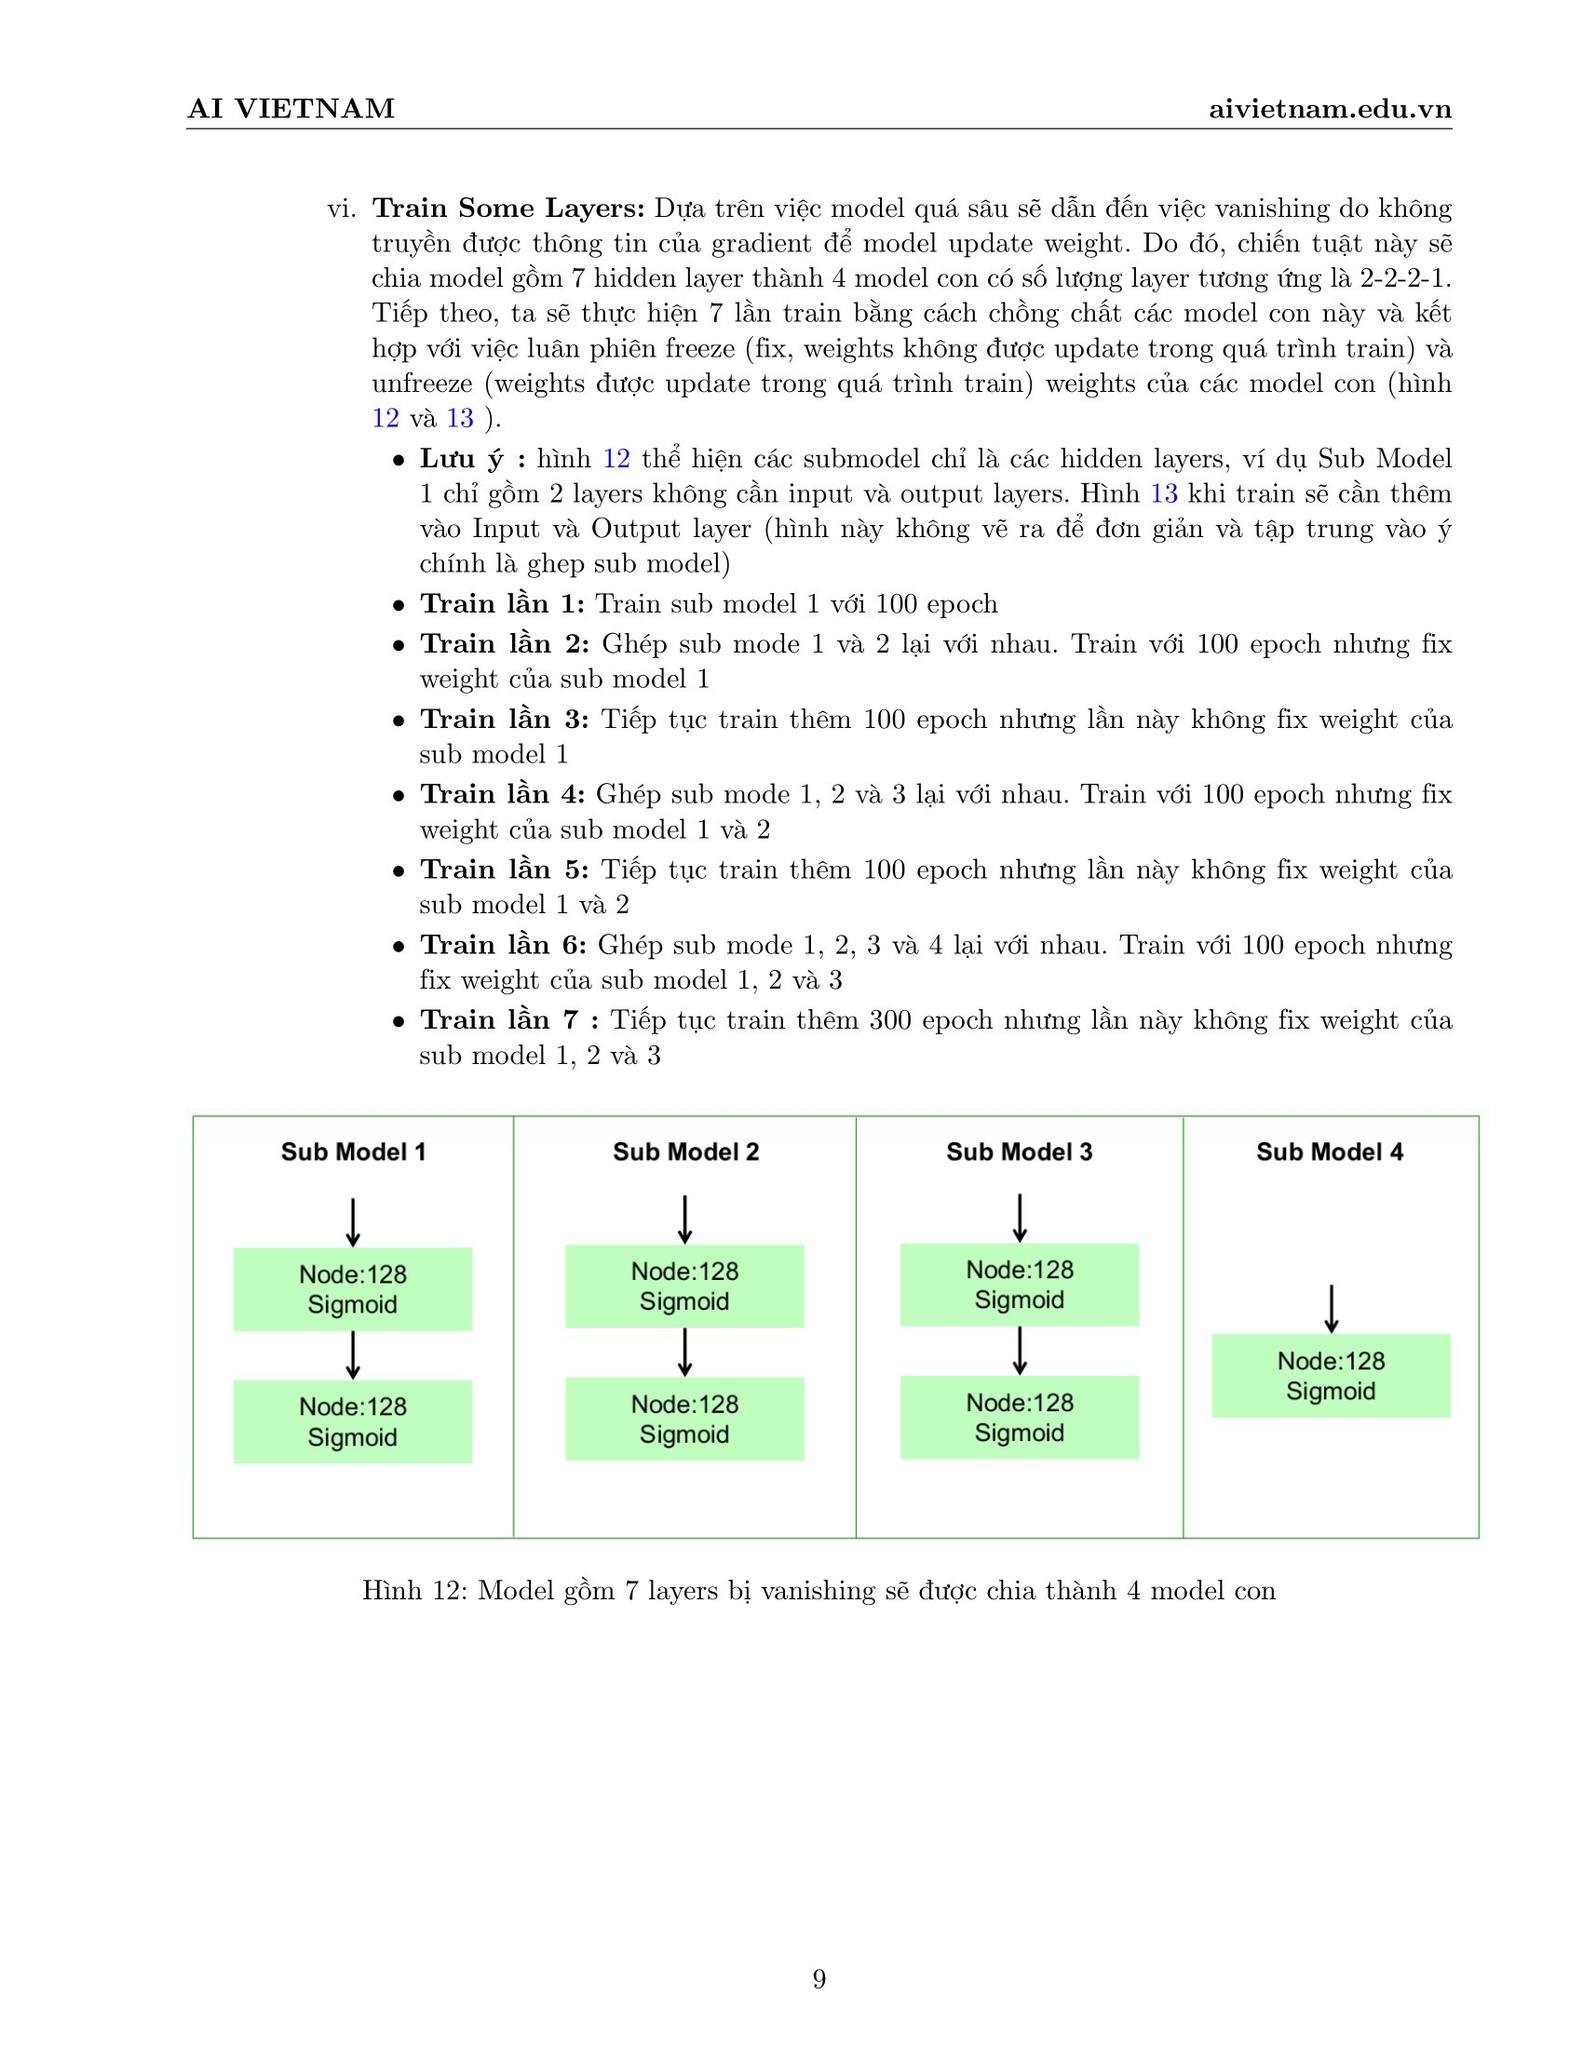 AI VIETNAM
aivietnam.edu.vn
vi. Train Some Layers: Dựa trên việc model quá sâu sẽ dẫn đến việc vanishing do không
truyền được thông tin của gradient để model update weight. Do đó, chiến tuật này sẽ
chia model gồm 7 hidden layer thành 4 model con có số lượng layer tương ứng là 2-2-2-1.
Tiếp theo, ta sẽ thực hiện 7 lần train bằng cách chồng chất các model con này và kết
hợp với việc luân phiên freeze (fix, weights không được update trong quá trình train) và
unfreeze (weights được update trong quá trình train) weights của các model con (hình
12 và 13 ).
• Lưu ý : hình 12 thể hiện các submodel chỉ là các hidden layers, ví dụ Sub Model
1 chỉ gồm 2 layers không cần input và output layers. Hình 13 khi train sẽ cần thêm
vào Input và Output layer (hình này không vẽ ra để đơn giản và tập trung vào ý
chính là ghep sub model)
• Train lần 1: Train sub model 1 với 100 epoch
• Train lần 2: Ghép sub mode 1 và 2 lại với nhau. Train với 100 epoch nhưng fix
weight của sub model 1
• Train lần 3: Tiếp tục train thêm 100 epoch nhưng lần này không fix weight của
sub model 1
• Train lần 4: Ghép sub mode 1, 2 và 3 lại với nhau. Train với 100 epoch nhưng fix
weight của sub model 1 và 2
• Train lần 5: Tiếp tục train thêm 100 epoch nhưng lần này không fix weight của
sub model 1 và 2
• Train lần 6: Ghép sub mode 1, 2, 3 và 4 lại với nhau. Train với 100 epoch nhưng
fix weight của sub model 1, 2 và 3
• Train lần 7 : Tiếp tục train thêm 300 epoch nhưng lần này không fix weight của
sub model 1, 2 và 3
Sub Model 1
Node:128
Sigmoid
Node:128
Sigmoid
Sub Model 2
Node:128
Sigmoid
Node:128
Sigmoid
Sub Model 3
Node:128
Sigmoid
Node:128
Sigmoid
Sub Model 4
Node:128
Sigmoid
Hình 12: Model gồm 7 layers bị vanishing sẽ được chia thành 4 model con
9